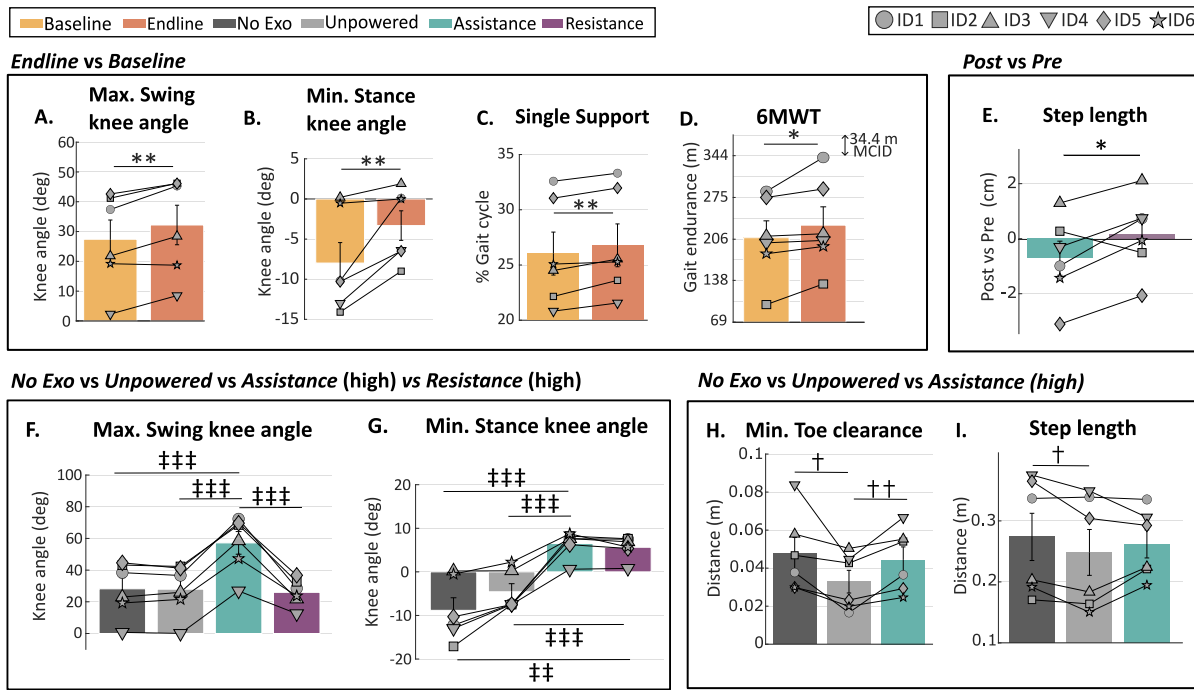 Baseline Endline No Exo Unpowered Assistance Resistance
ID1 ID2 ID3 ID4 ID5 ID6
Endline vs Baseline
Post vs Pre
A. Max. Swing knee angle
Knee angle (deg)
60
50
40
30
20
10
0
**
B. Min. Stance knee angle
Knee angle (deg)
5
0
-5
-10
-15
**
C. Single Support
% Gait cycle
35
30
25
20
**
D. 6MWT
Gait endurance (m)
344
275
206
138
69
*
34.4 m
MCID
E. Step length
Post vs Pre (cm)
2
0
-2
*
No Exo vs Unpowered vs Assistance (high) vs Resistance (high)
No Exo vs Unpowered vs Assistance (high)
F. Max. Swing knee angle
Knee angle (deg)
100
80
60
40
20
0
‡‡‡
‡‡‡
‡‡‡
G. Min. Stance knee angle
Knee angle (deg)
20
10
0
-10
-20
‡‡‡
‡‡‡
‡‡‡
‡‡
H. Min. Toe clearance
Distance (m)
0.1
0.08
0.06
0.04
0.02
0
†
††
I. Step length
Distance (m)
0.3
0.2
0.1
†